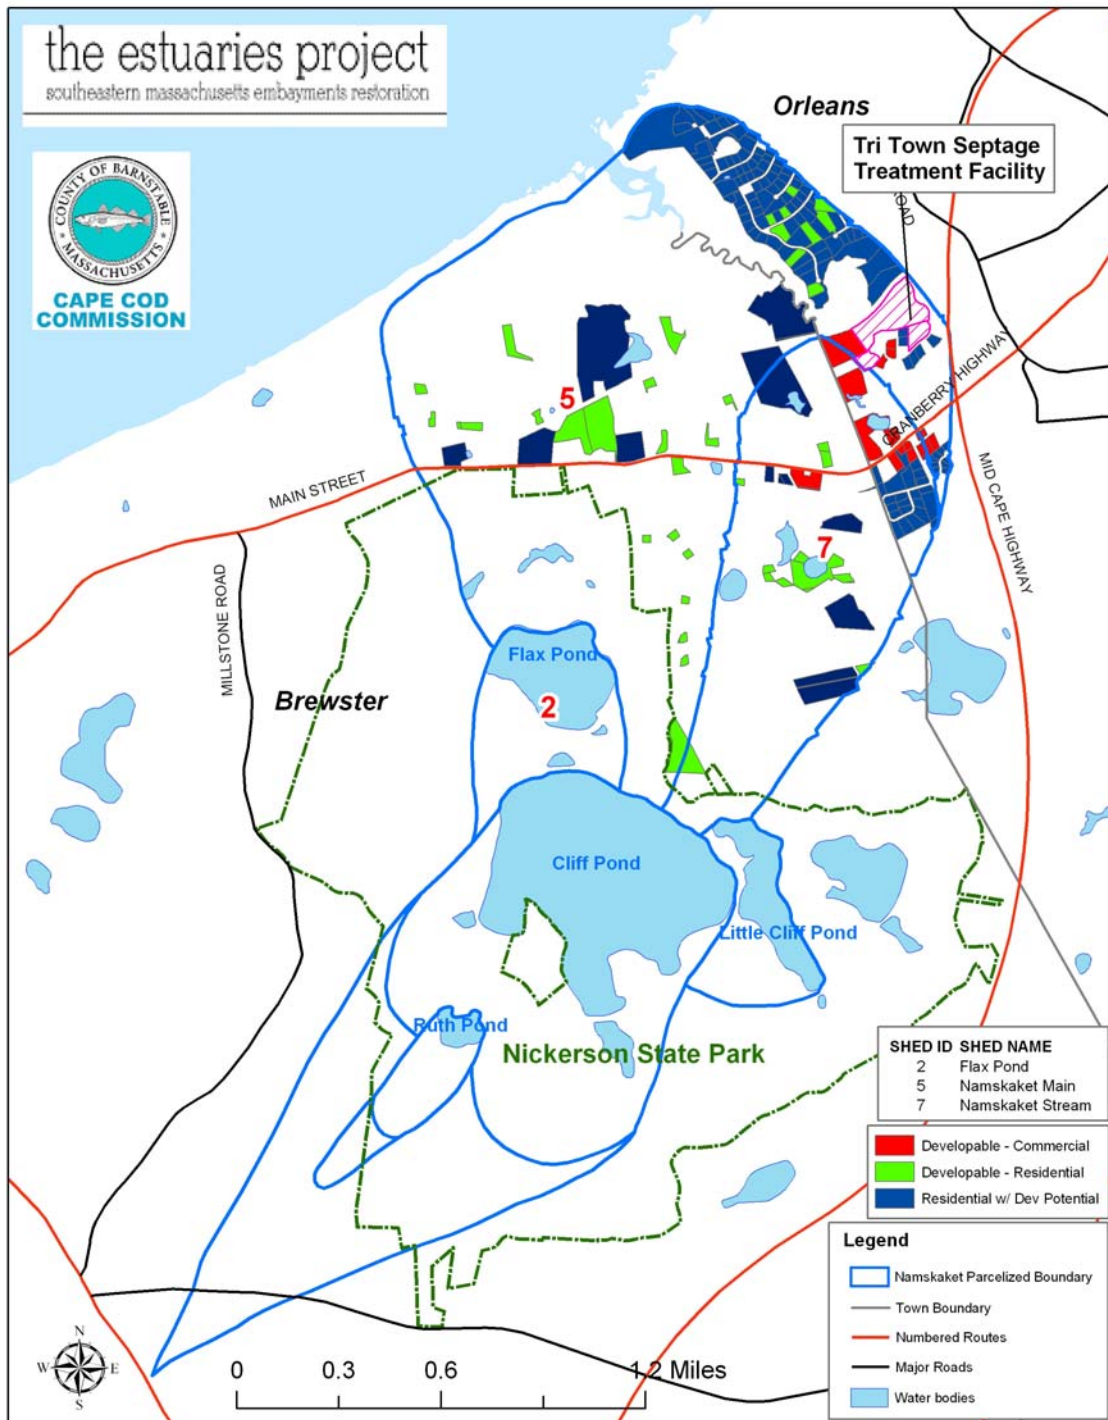 the estuaries project
southeastern massachusetts embayments restoration
COUNTY OF BARNSTABLE
MASSACHUSETTS
CAPE COD
COMMISSION
Orleans
Tri Town Septage
Treatment Facility
ROAD
CRANBERRY HIGHWAY
MID CAPE HIGHWAY
5
MAIN STREET
7
MILLSTONE ROAD
Flax Pond
2
Brewster
Cliff Pond
Little Cliff Pond
Ruth Pond
Nickerson State Park
SHED ID SHED NAME
2 Flax Pond
5 Namskaket Main
7 Namskaket Stream
Developable - Commercial
Developable - Residential
Residential w/ Dev Potential
Legend
Namskaket Parcelized Boundary
Town Boundary
Numbered Routes
Major Roads
Water bodies
N
W E
S
0 0.3 0.6 1.2 Miles